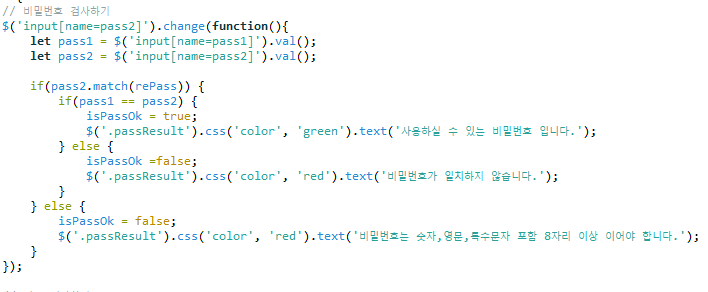 // 비밀번호 검사하기
$('input[name=pass2]').change(function(){
    let pass1 = $('input[name=pass1]').val();
    let pass2 = $('input[name=pass2]').val();

    if(pass2.match(rePass)) {
        if(pass1 == pass2) {
            isPassOk = true;
            $('.passResult').css('color', 'green').text('사용하실 수 있는 비밀번호 입니다.');
        } else {
            isPassOk =false;
            $('.passResult').css('color', 'red').text('비밀번호가 일치하지 않습니다.');
        }
    } else {
        isPassOk = false;
        $('.passResult').css('color', 'red').text('비밀번호는 숫자,영문,특수문자 포함 8자리 이상 이어야 합니다.');
    }
});